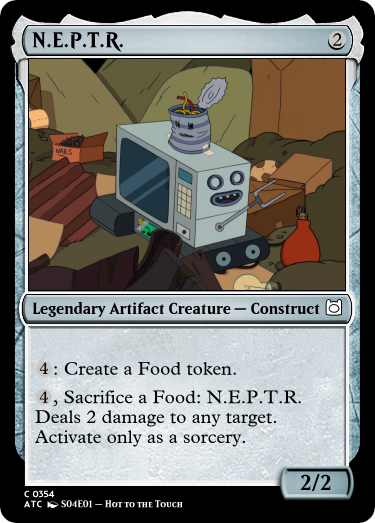 N.E.P.T.R. 2
NAILS
Legendary Artifact Creature — Construct
4: Create a Food token.
4, Sacrifice a Food: N.E.P.T.R.
Deals 2 damage to any target.
Activate only as a sorcery.
2/2
C 0354
ATC S04E01 – Hot to the Touch